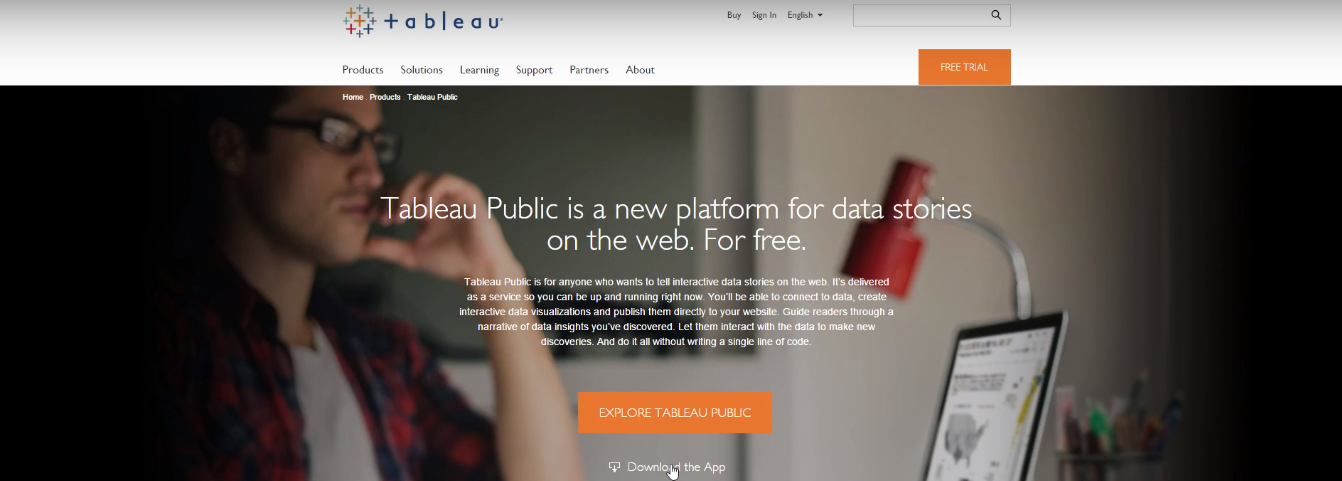 tableau
Buy Sign In English
Products Solutions Learning Support Partners About
FREE TRIAL
Home . Products . Tableau Public
Tableau Public is a new platform for data stories
on the web. For free.
Tableau Public is for anyone who wants to tell interactive data stories on the web. It's delivered
as a service so you can be up and running right now. You'll be able to connect to data, create
interactive data visualizations and publish them directly to your website. Guide readers through a
narrative of data insights you've discovered. Let them interact with the data to make new
discoveries. And do it all without writing a single line of code.
EXPLORE TABLEAU PUBLIC
Download the App